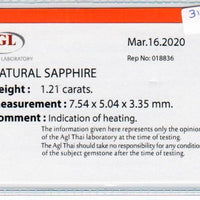 GL
LABORATORY
Mar.16.2020
Rep No: 018836
ATURAL SAPPHIRE
eight : 1.21 carats.
easurement : 7.54 x 5.04 x 3.35 mm.
omment : Indication of heating.
The information given here represents only the opinion
of the Agl Thai Laboratory at the time of testing.
The Agl Thai should take no responsibility for any condition
of the subject gemstone after the time of testing.